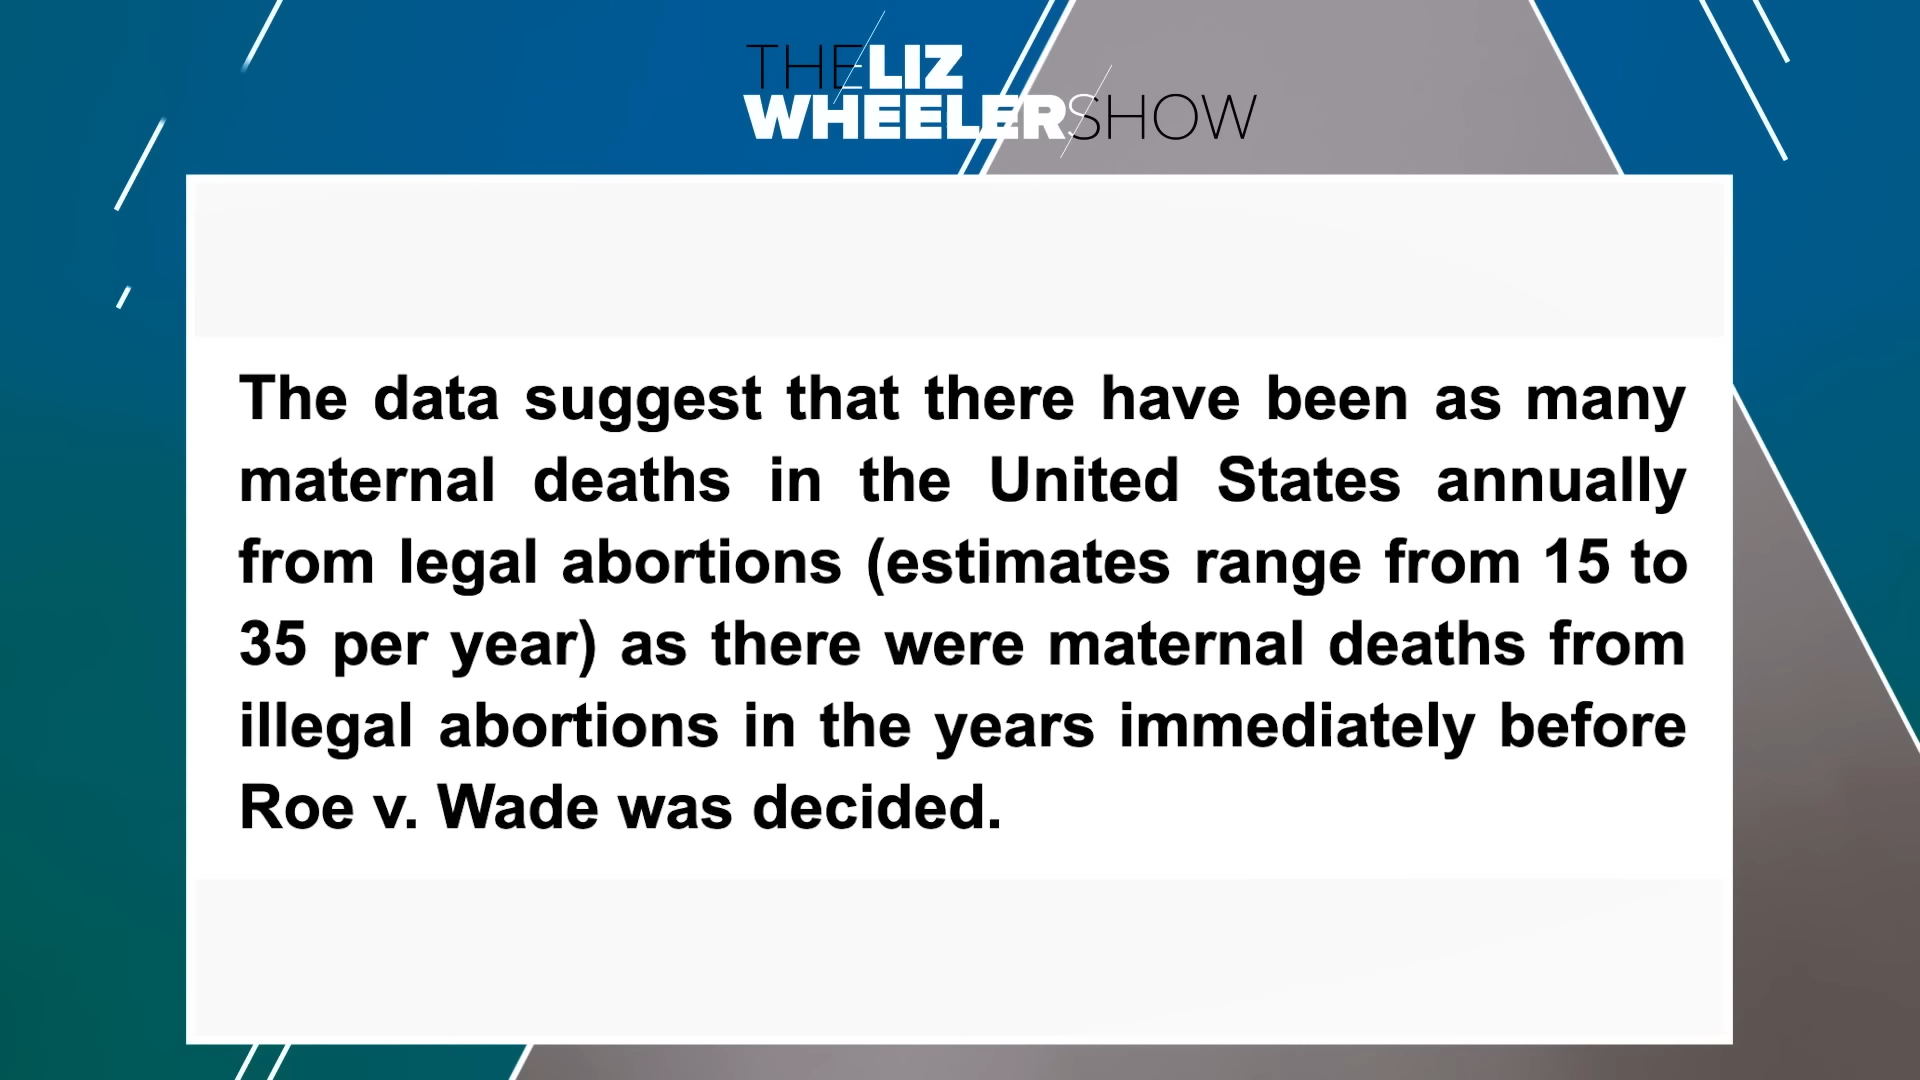 THE LIZ
WHEELER SHOW
The data suggest that there have been as many
maternal deaths in the United States annually
from legal abortions (estimates range from 15 to
35 per year) as there were maternal deaths from
illegal abortions in the years immediately before
Roe v. Wade was decided.